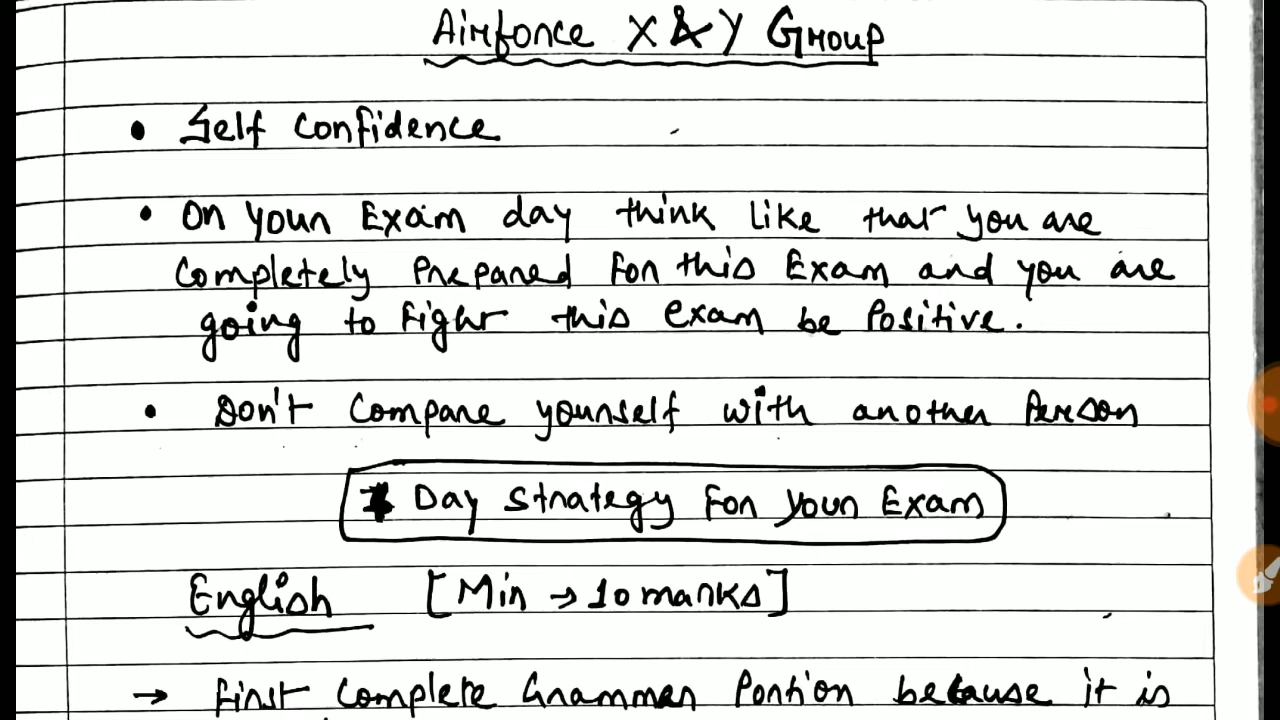 Airforce X & Y Group
• Self confidence
• On your Exam day think like that you are
completely prepared for this Exam and you are
going to fight this exam be Positive.
• Don't compare yourself with another Person
Day Strategy For your Exam
English [Min → 10 marks]
→ First complete Grammer Portion because it is